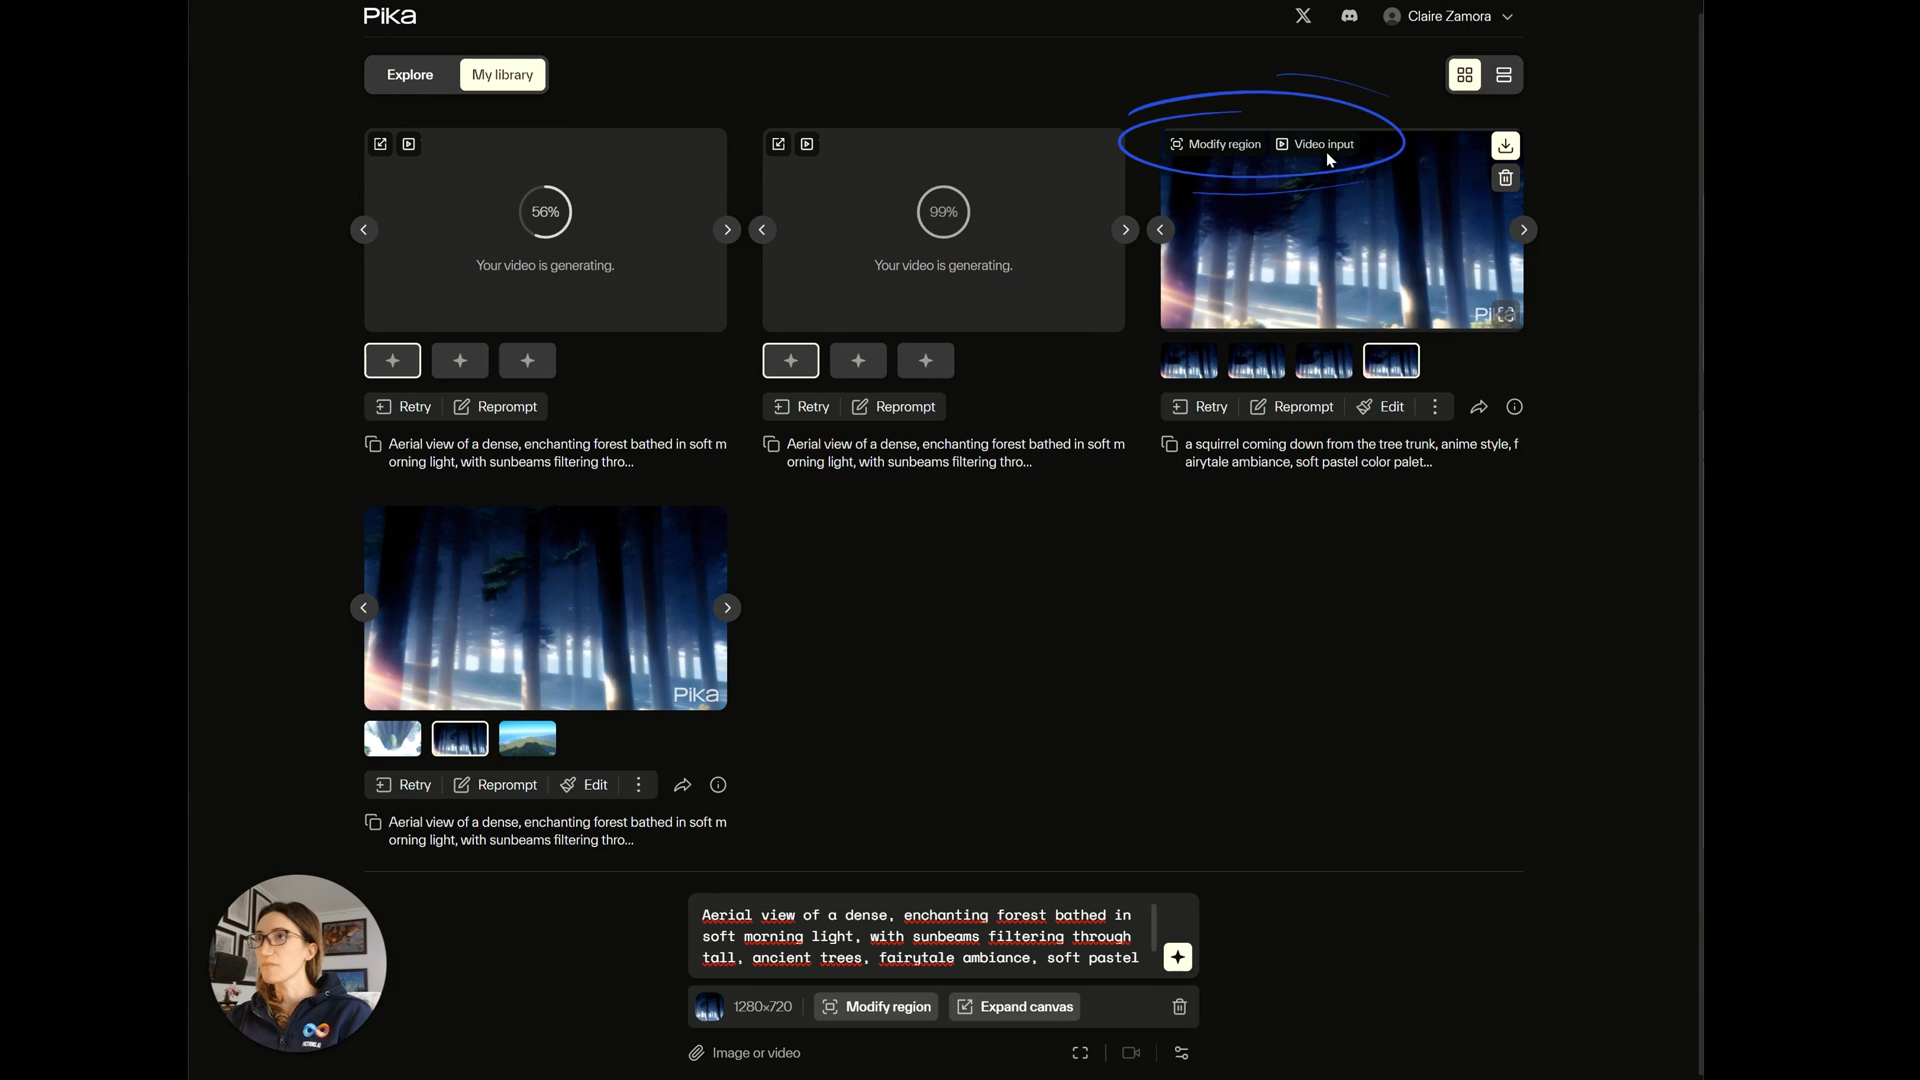 Pika
Claire Zamora
Explore
My library
56%
Your video is generating.
99%
Your video is generating.
Modify region
Video input
Pika
Retry
Reprompt
Retry
Reprompt
Retry
Reprompt
Edit
Aerial view of a dense, enchanting forest bathed in soft m
orning light, with sunbeams filtering thro...
Aerial view of a dense, enchanting forest bathed in soft m
orning light, with sunbeams filtering thro...
a squirrel coming down from the tree trunk, anime style, f
airytale ambiance, soft pastel color palet...
Pika
Retry
Reprompt
Edit
Aerial view of a dense, enchanting forest bathed in soft m
orning light, with sunbeams filtering thro...
Aerial view of a dense, enchanting forest bathed in
soft morning light, with sunbeams filtering through
tall, ancient trees, fairytale ambiance, soft pastel
1280×720
Modify region
Expand canvas
Image or video